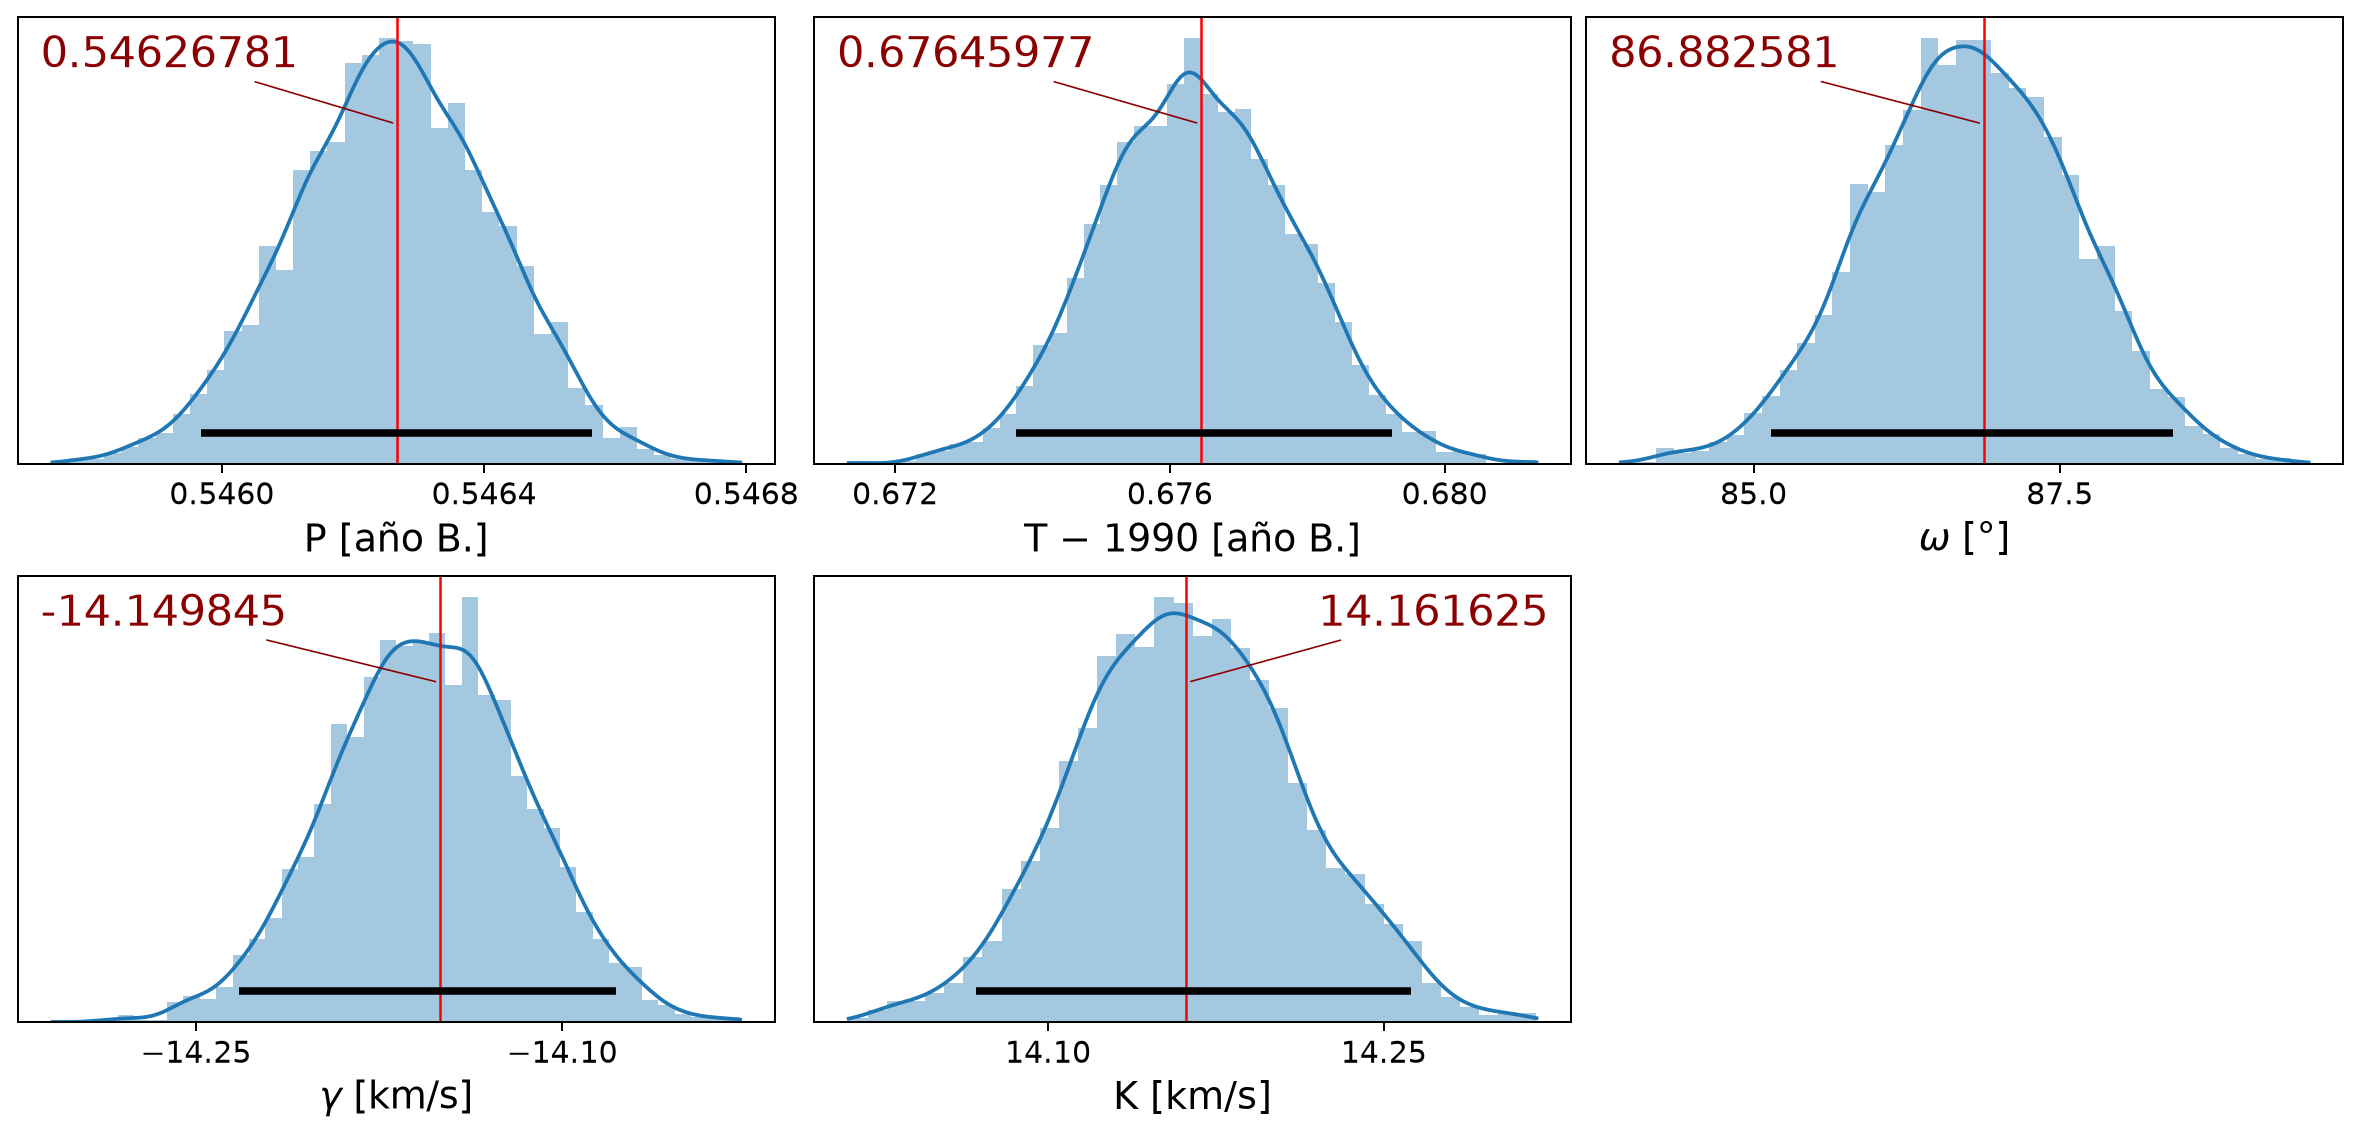 0.54626781
0.5460 0.5464 0.5468
P [año B.]
0.67645977
0.672 0.676 0.680
T − 1990 [año B.]
86.882581
85.0 87.5
ω [°]
-14.149845
−14.25 −14.10
γ [km/s]
14.161625
14.10 14.25
K [km/s]